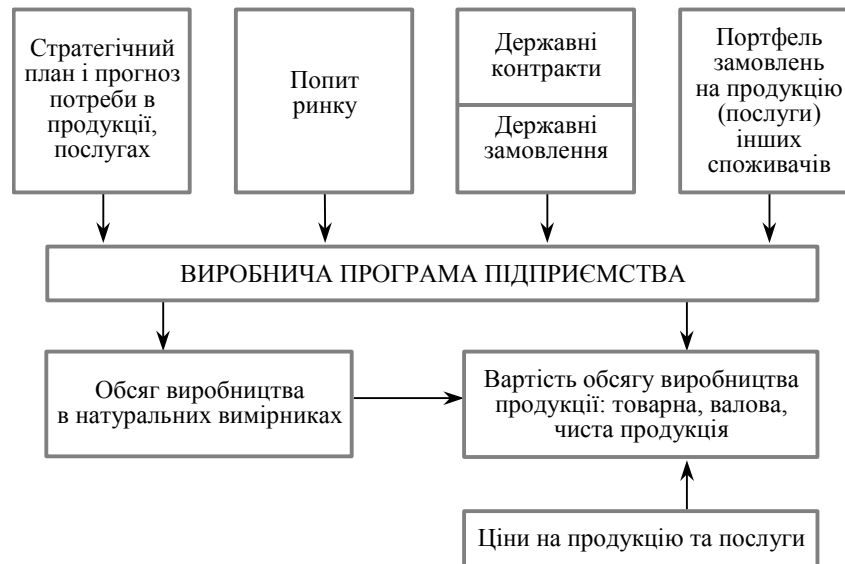 Стратегічний
план і прогноз
потреби в
продукції,
послугах
Попит
ринку
Державні
контракти
Державні
замовлення
Портфель
замовлень
на продукцію
(послуги)
інших
споживачів
ВИРОБНИЧА ПРОГРАМА ПІДПРИЄМСТВА
Обсяг виробництва
в натуральних вимірниках
Вартість обсягу виробництва
продукції: товарна, валова,
чиста продукція
Ціни на продукцію та послуги